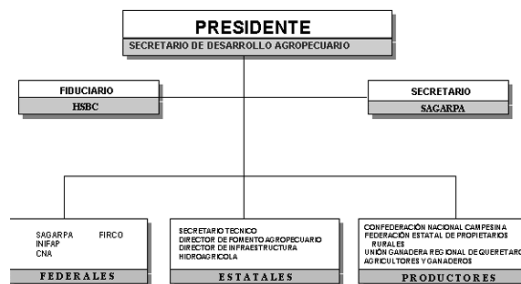 PRESIDENTE
SECRETARIO DE DESARROLLO AGROPECUARIO
FIDUCIARIO
HSBC
SECRETARIO
SAGARPA
SAGARPA FIRCO
INIFAP
CNA
FEDERALES
SECRETARIO TECNICO
DIRECTOR DE FOMENTO AGROPECUARIO
DIRECTOR DE INFRAESTRUCTURA
HIDROAGRICOLA
ESTATALES
CONFEDERACIÓN NACIONAL CAMPESINA
FEDERACIÓN ESTATAL DE PROPIETARIOS
RURALES
UNIÓN GANADERA REGIONAL DE QUERETARO
AGRICULTORES Y GANADEROS
PRODUCTORES